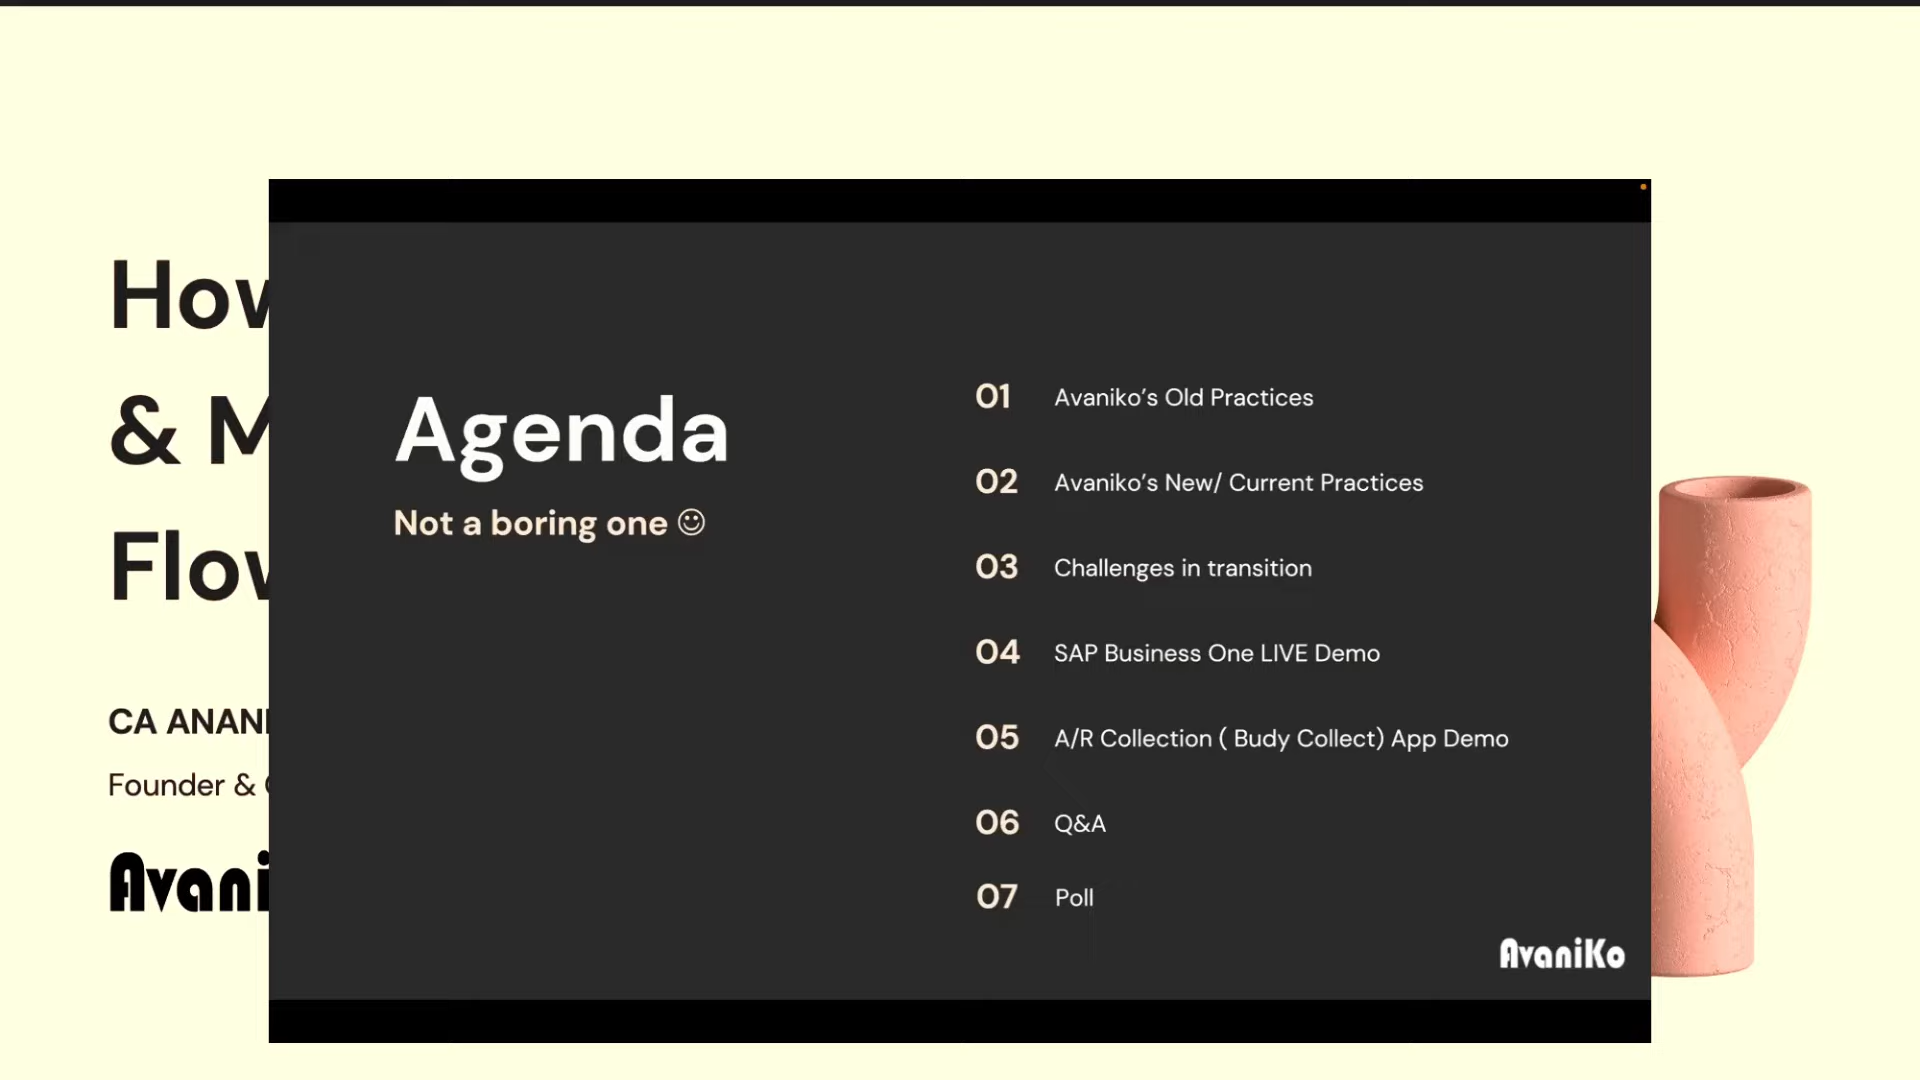 How
& M
Flow
CA ANAN
Founder &
Avani
Agenda
Not a boring one ☺
01 Avaniko’s Old Practices
02 Avaniko’s New/ Current Practices
03 Challenges in transition
04 SAP Business One LIVE Demo
05 A/R Collection ( Budy Collect) App Demo
06 Q&A
07 Poll
AvaniKo